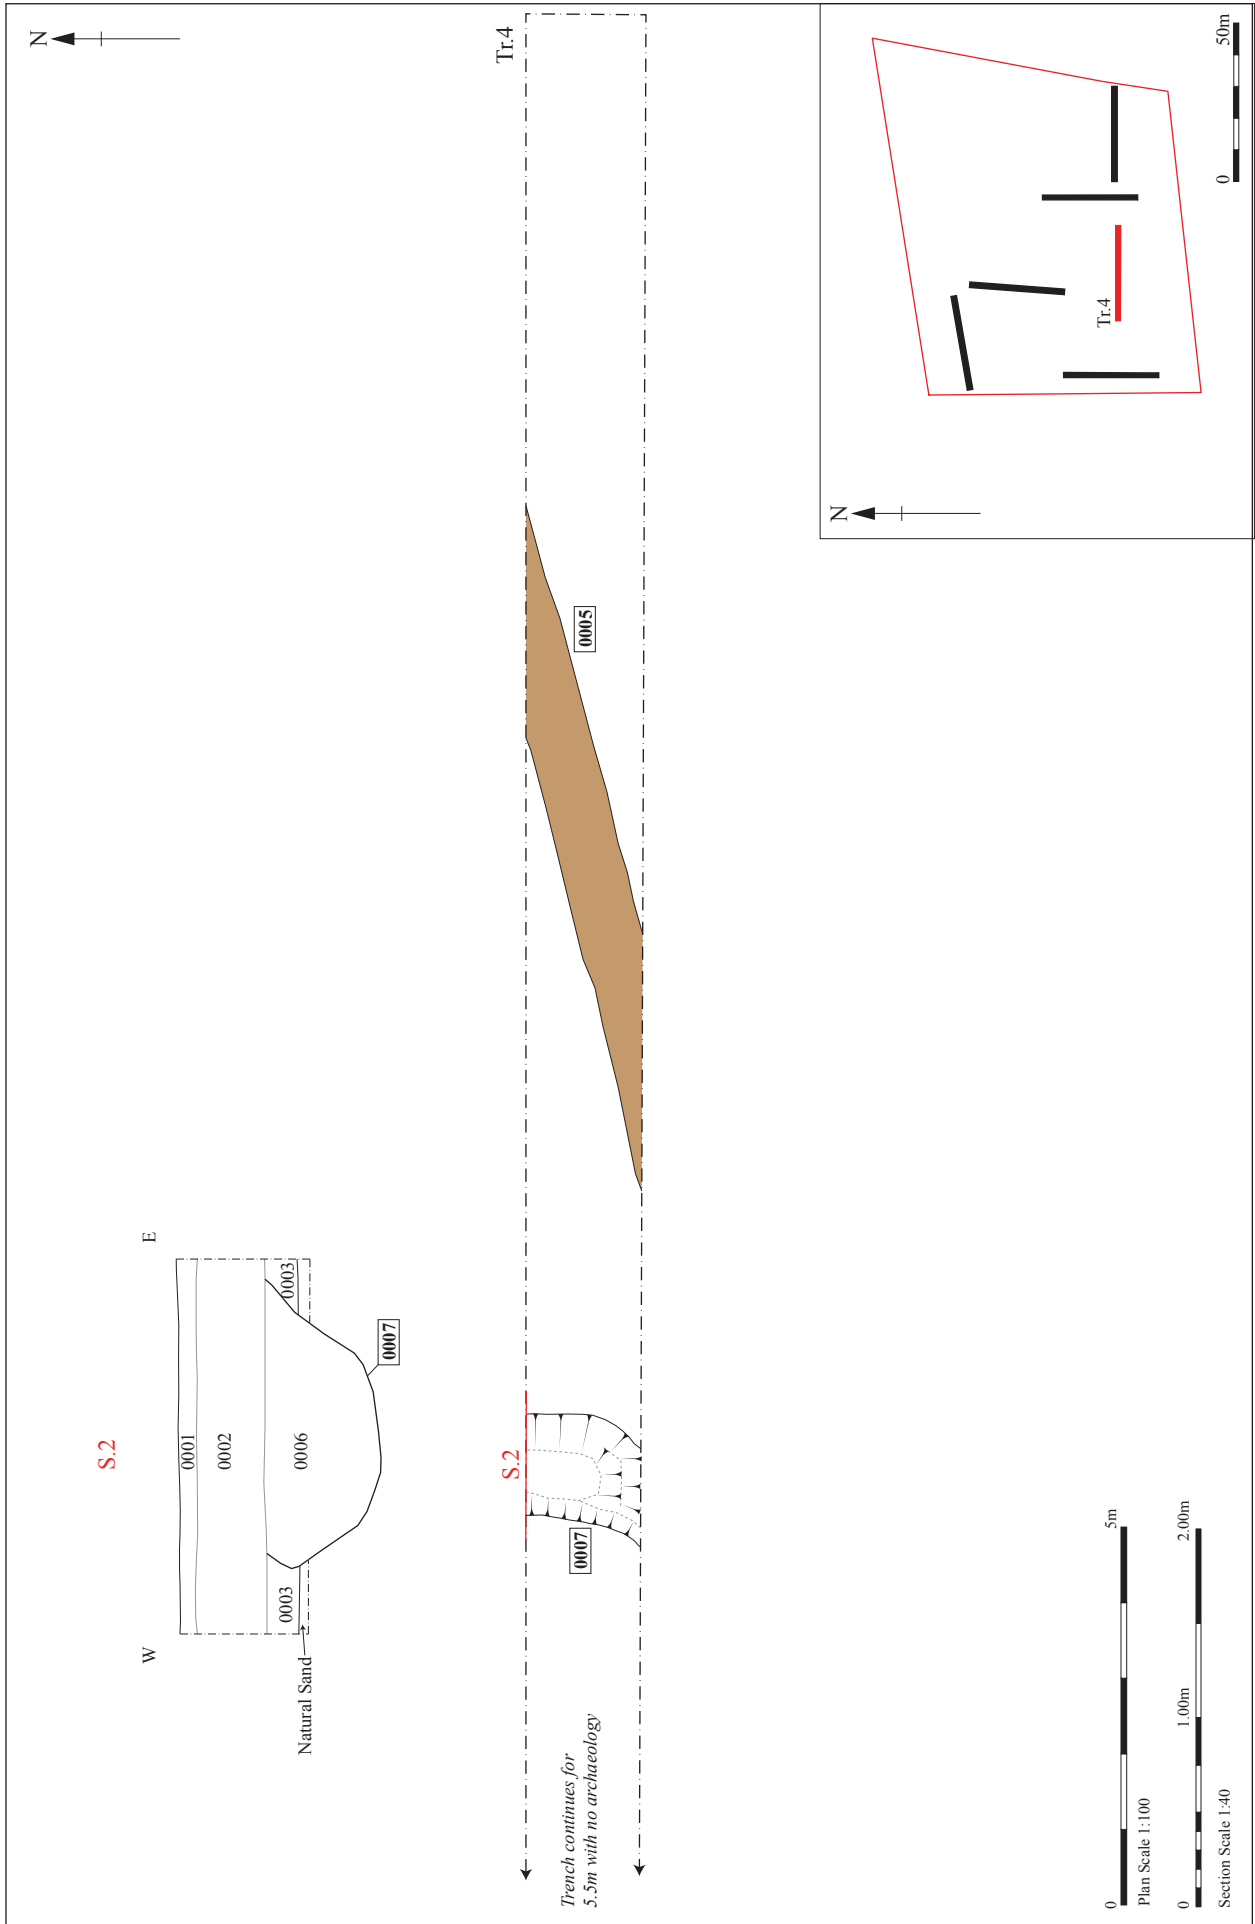 N
S.2
W
E
0001
0002
0006
0003
0003
0007
Natural Sand
Tr.4
S.2
0007
0005
Trench continues for
5.5m with no archaeology
0
5m
Plan Scale 1:100
0
1.00m
2.00m
Section Scale 1:40
N
Tr.4
0
50m